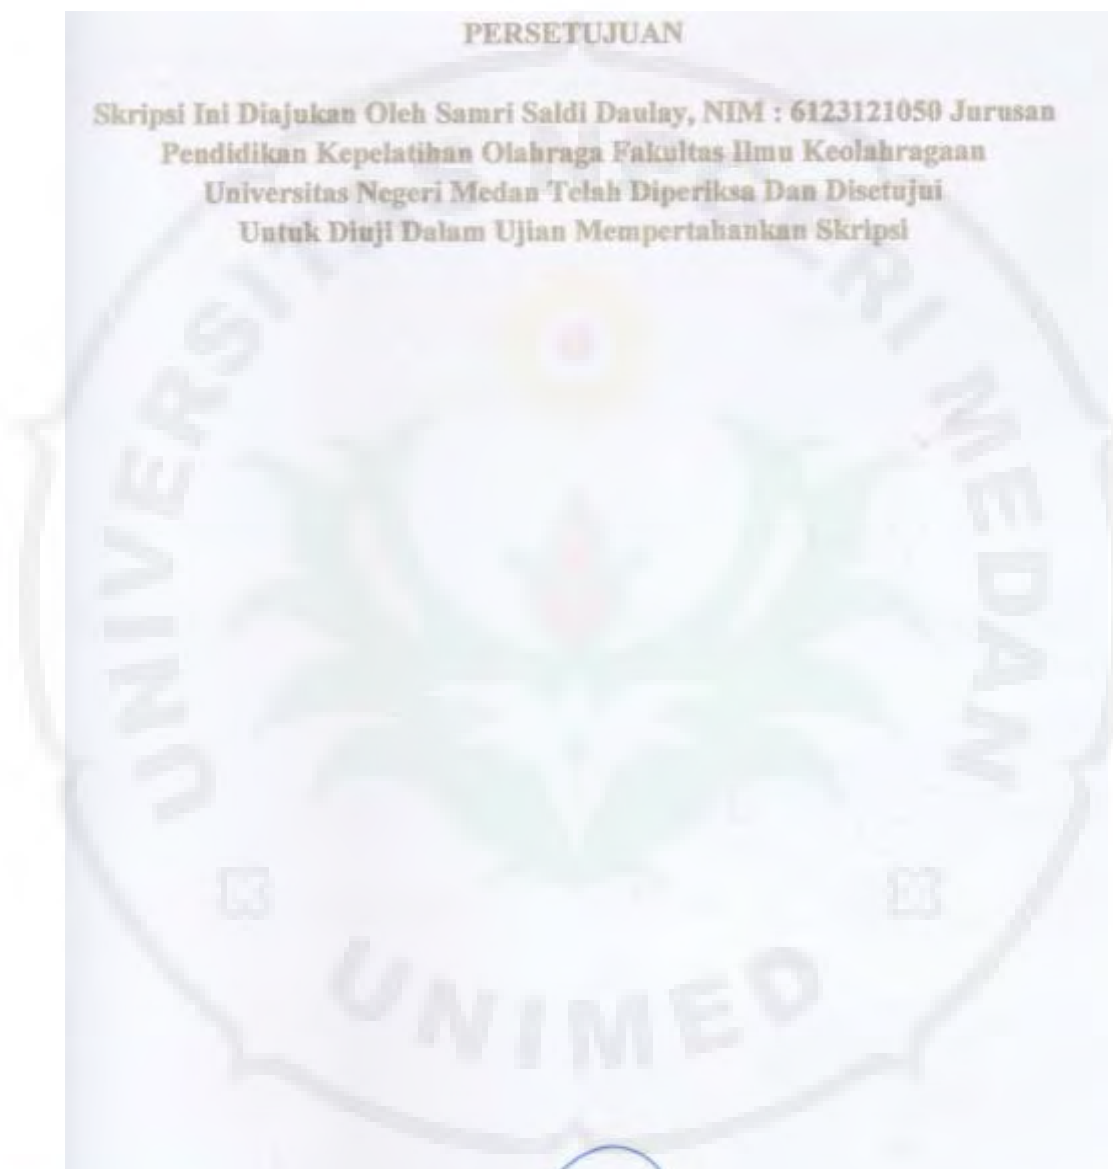 PERSETUJUAN
Skripsi Ini Diajukan Oleh Samri Saldi Daulay, NIM : 6123121050 Jurusan
Pendidikan Kepelatihan Olahraga Fakultas Ilmu Keolahragaan
Universitas Negeri Medan Telah Diperiksa Dan Disetujui
Untuk Diuji Dalam Ujian Mempertahankan Skripsi
UNIVERSITAS NEGERI MEDAN
UNIMED